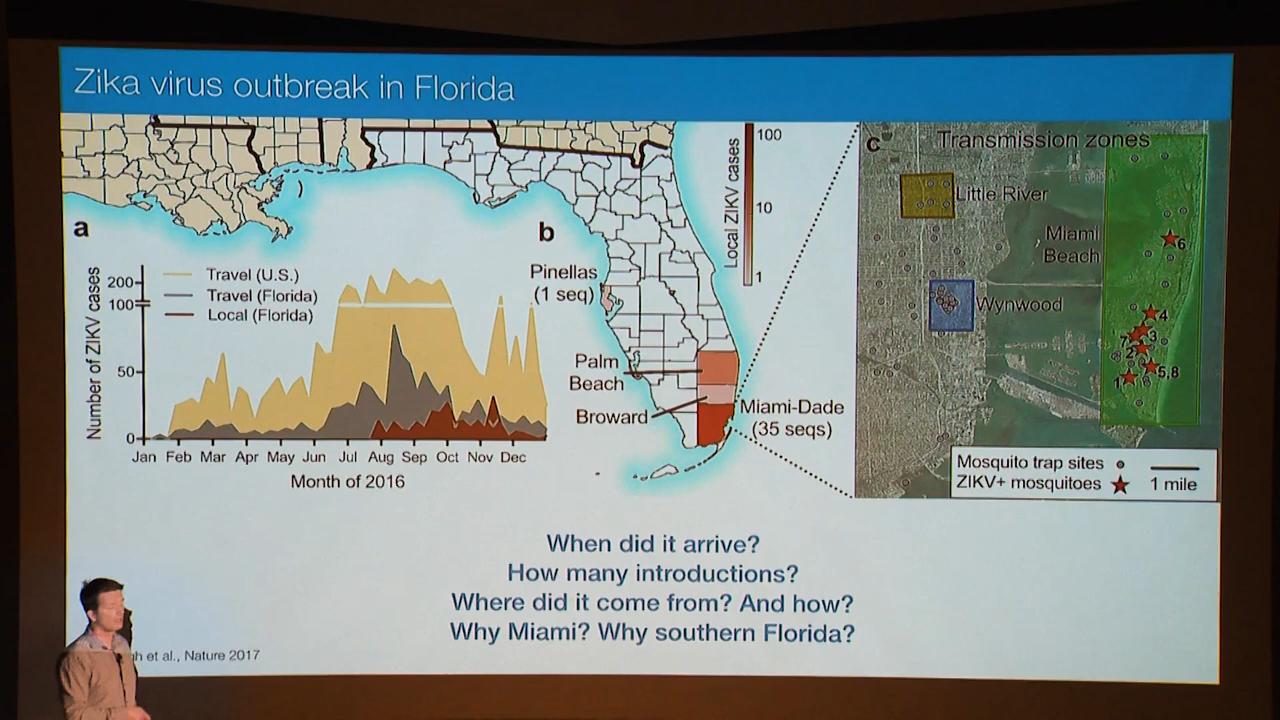 Zika virus outbreak in Florida
a
Number of ZIKV cases
200
100
50
0
Travel (U.S.)
Travel (Florida)
Local (Florida)
Jan Feb Mar Apr May Jun Jul Aug Sep Oct Nov Dec
Month of 2016
b
Local ZIKV cases
100
10
1
Pinellas
(1 seq)
Palm
Beach
Broward
Miami-Dade
(35 seqs)
c
Transmission zones
Little River
Miami
Beach
Wynwood
6
4
3
7
2
5,8
1
Mosquito trap sites
1 mile
ZIKV+ mosquitoes
When did it arrive?
How many introductions?
Where did it come from? And how?
Why Miami? Why southern Florida?
et al., Nature 2017